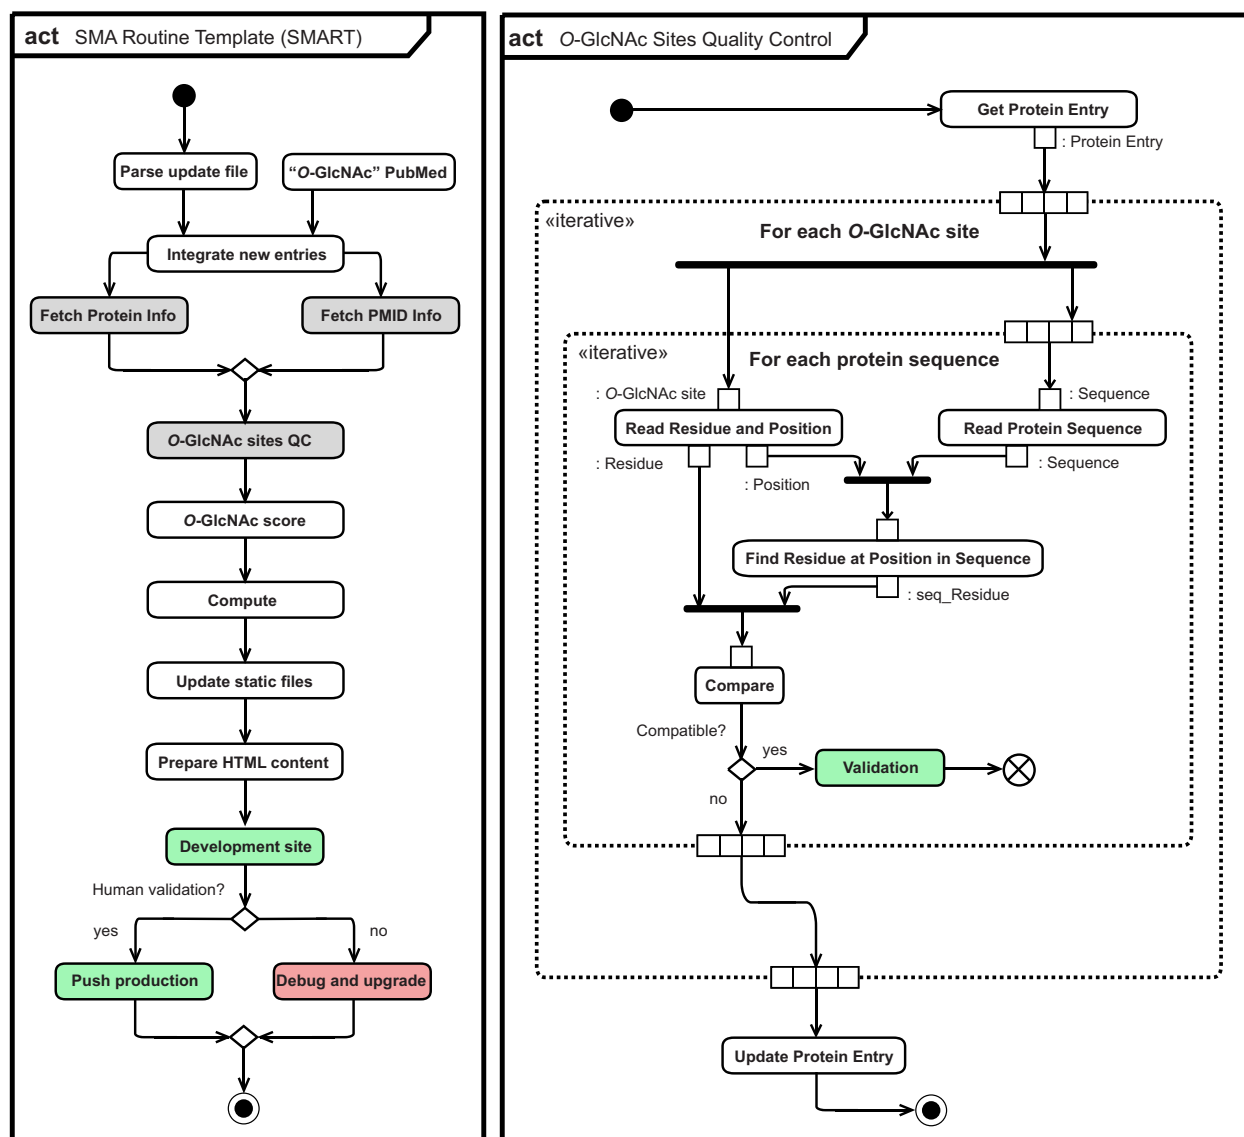 act SMA Routine Template (SMART)
Parse update file
“O-GlcNAc” PubMed
Integrate new entries
Fetch Protein Info
Fetch PMID Info
O-GlcNAc sites QC
O-GlcNAc score
Compute
Update static files
Prepare HTML content
Development site
Human validation?
yes
no
Push production
Debug and upgrade
act O-GlcNAc Sites Quality Control
Get Protein Entry
: Protein Entry
«iterative»
For each O-GlcNAc site
«iterative»
For each protein sequence
: O-GlcNAc site
: Sequence
Read Residue and Position
Read Protein Sequence
: Residue
: Position
: Sequence
Find Residue at Position in Sequence
: seq_Residue
Compare
Compatible?
yes
Validation
no
Update Protein Entry